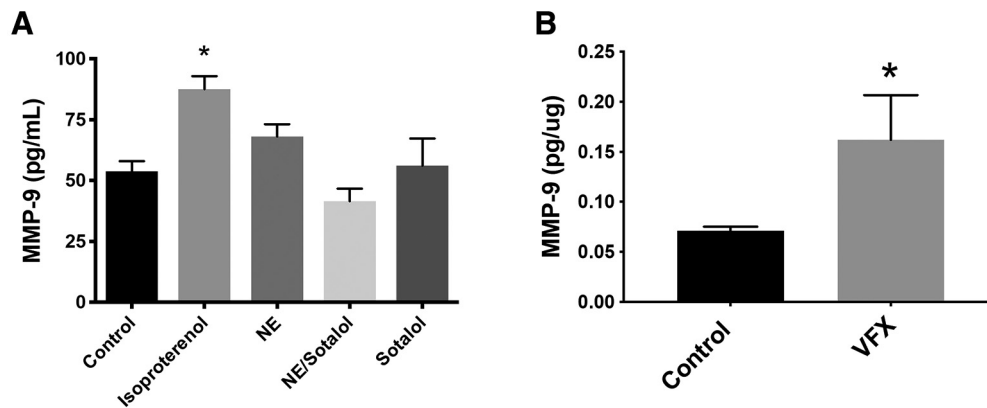 A
*
MMP-9 (pg/mL)
100
75
50
25
0
Control
Isoproterenol
NE
NE/Sotalol
Sotalol
B
*
MMP-9 (pg/ug)
0.25
0.20
0.15
0.10
0.05
0.00
Control
VFX